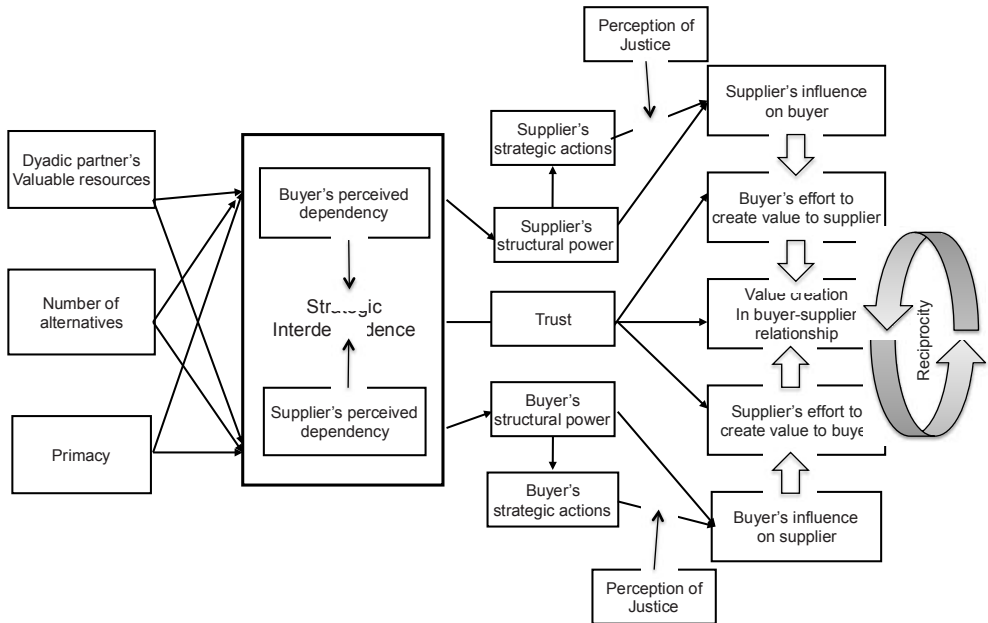 Perception of
Justice
Supplier's influence
on buyer
Dyadic partner's
Valuable resources
Supplier's
strategic actions
Buyer's perceived
dependency
Supplier's
structural power
Buyer's effort to
create value to supplier
Number of
alternatives
Strategic
Interdependence
Trust
Value creation
In buyer-supplier
relationship
Reciprocity
Primacy
Supplier's perceived
dependency
Buyer's
structural power
Supplier's effort to
create value to buyer
Buyer's
strategic actions
Buyer's influence
on supplier
Perception of
Justice